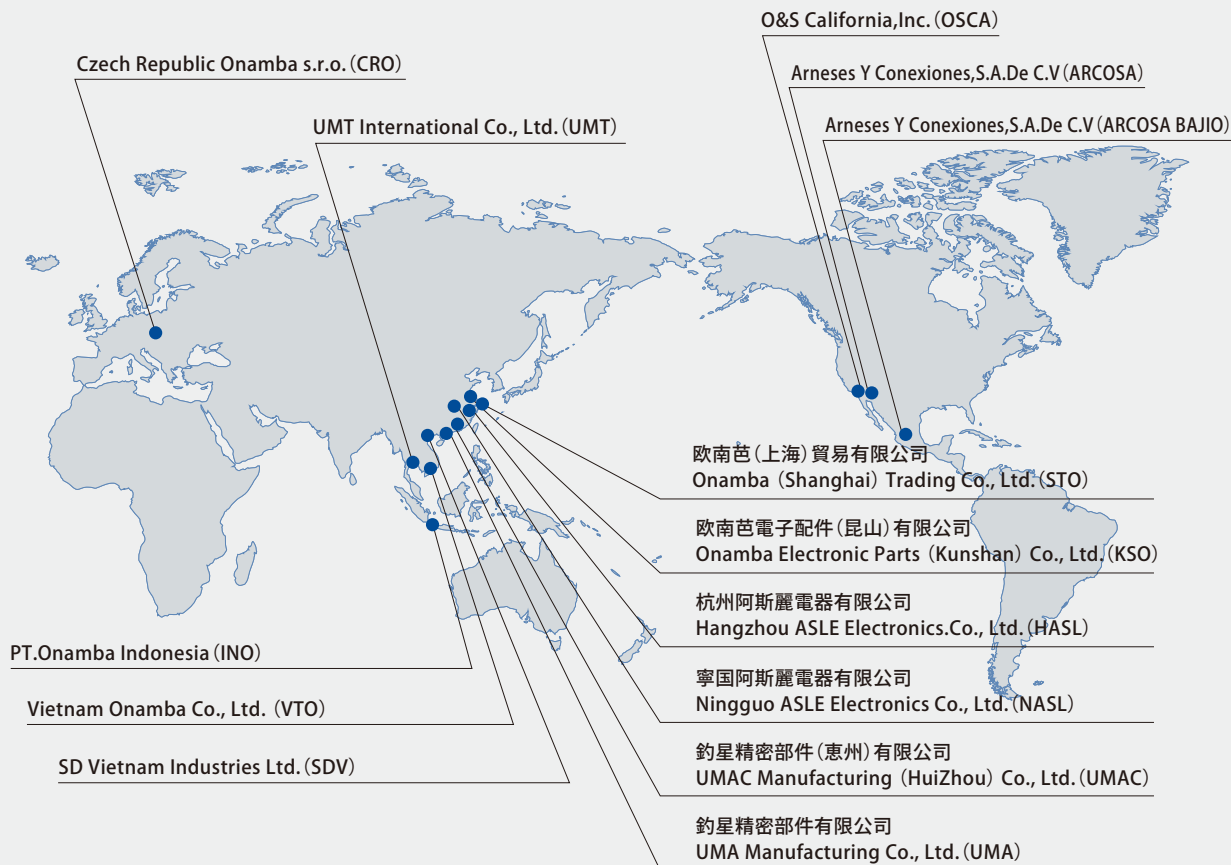 O&S California,Inc.(OSCA)
Czech Republic Onamba s.r.o.(CRO)
Arneses Y Conexiones,S.A.De C.V(ARCOSA)
UMT International Co., Ltd.(UMT)
Arneses Y Conexiones,S.A.De C.V(ARCOSA BAJIO)
欧南芭(上海)貿易有限公司
Onamba (Shanghai) Trading Co., Ltd.(STO)
欧南芭電子配件(昆山)有限公司
Onamba Electronic Parts (Kunshan) Co., Ltd.(KSO)
杭州阿斯麗電器有限公司
Hangzhou ASLE Electronics.Co., Ltd.(HASL)
PT.Onamba Indonesia(INO)
寧国阿斯麗電器有限公司
Ningguo ASLE Electronics Co., Ltd.(NASL)
Vietnam Onamba Co., Ltd. (VTO)
SD Vietnam Industries Ltd.(SDV)
釣星精密部件(恵州)有限公司
UMAC Manufacturing (HuiZhou) Co., Ltd.(UMAC)
釣星精密部件有限公司
UMA Manufacturing Co., Ltd.(UMA)